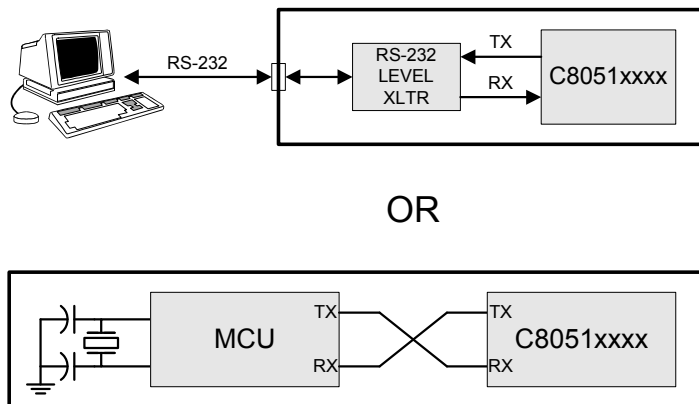 RS-232
RS-232
LEVEL
XLTR
TX
RX
C8051xxxx
OR
MCU
TX
RX
TX
RX
C8051xxxx